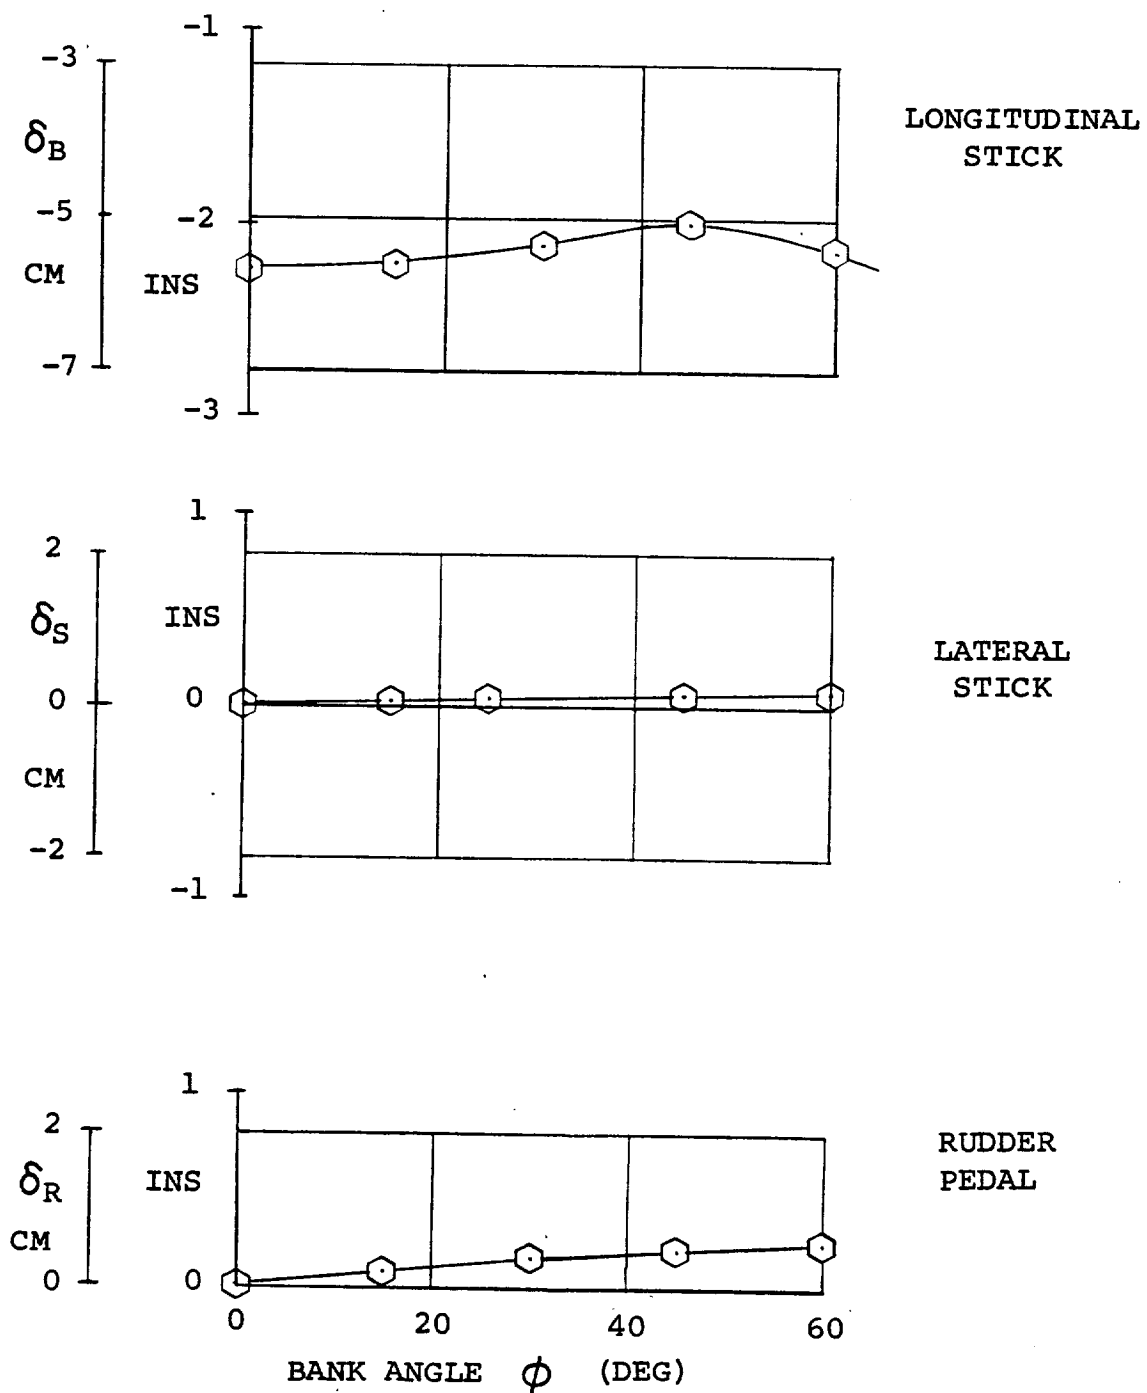 -1
-3
δB
-5
CM
-7
-2
INS
-3
LONGITUDINAL
STICK
1
2
δS
INS
0
0
CM
-2
-1
LATERAL
STICK
1
2
δR
INS
CM
0
0
RUDDER
PEDAL
0 20 40 60
BANK ANGLE ϕ (DEG)